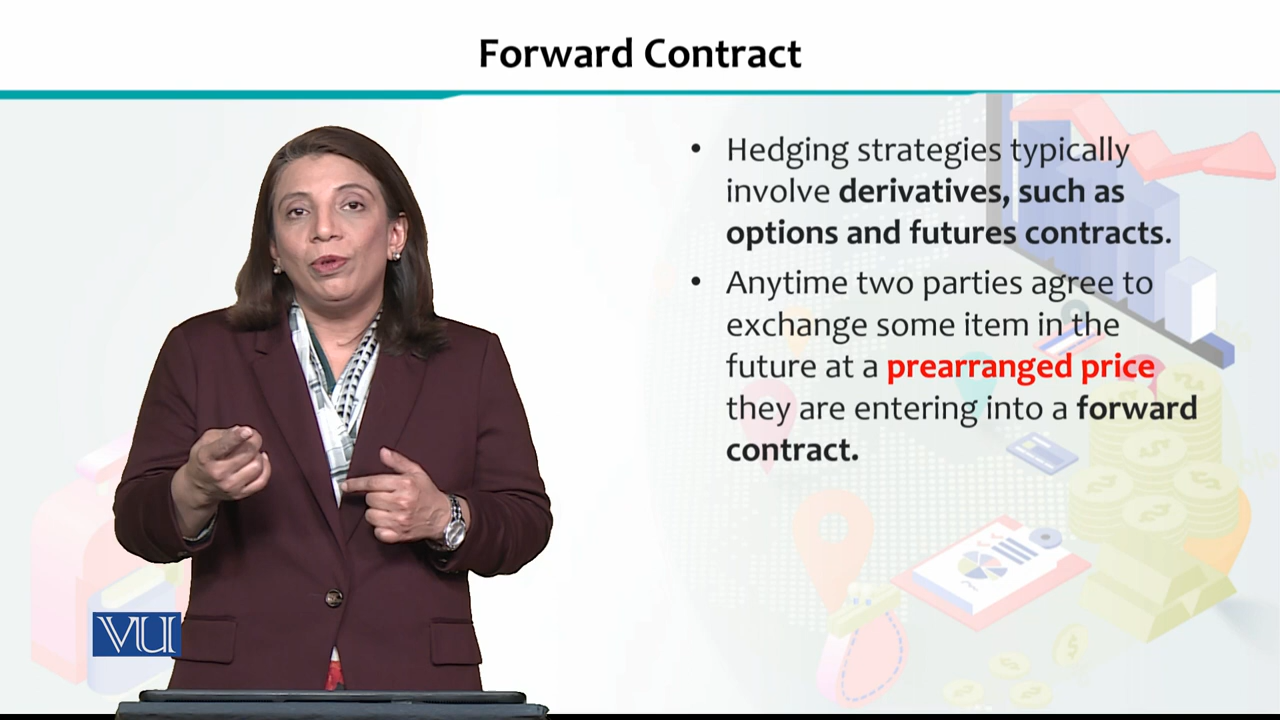 Forward Contract
• Hedging strategies typically
involve derivatives, such as
options and futures contracts.
• Anytime two parties agree to
exchange some item in the
future at a prearranged price
they are entering into a forward
contract.
VU